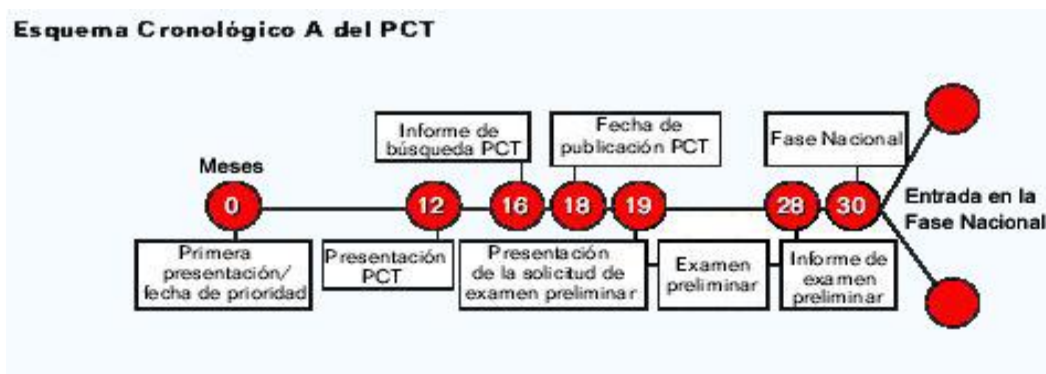 Esquema Cronológico A del PCT
Informe de
búsqueda PCT
Fecha de
publicación PCT
Fase Nacional
Meses
0
12
16
18
19
28
30
Entrada en la
Fase Nacional
Primera
presentación/
fecha de prioridad
Presentación
PCT
Presentación
de la solicitud de
examen preliminar
Examen
preliminar
Informe de
examen
preliminar